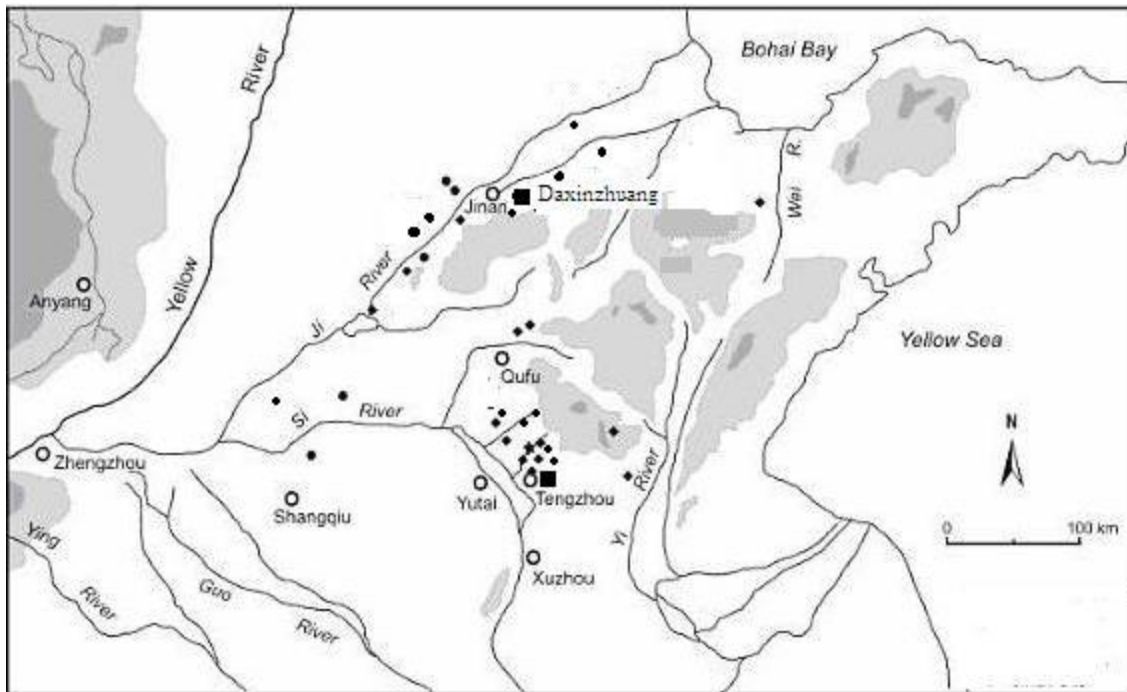 Bohai Bay
River
Yellow
Wei R.
Jinan
Daxinzhuang
River
Ji
Anyang
Yellow Sea
Qufu
Si River
N
Zhengzhou
Shangqiu
Yutai
Tengzhou
Yi River
0 100 km
Xuzhou
Ying River
Guo River